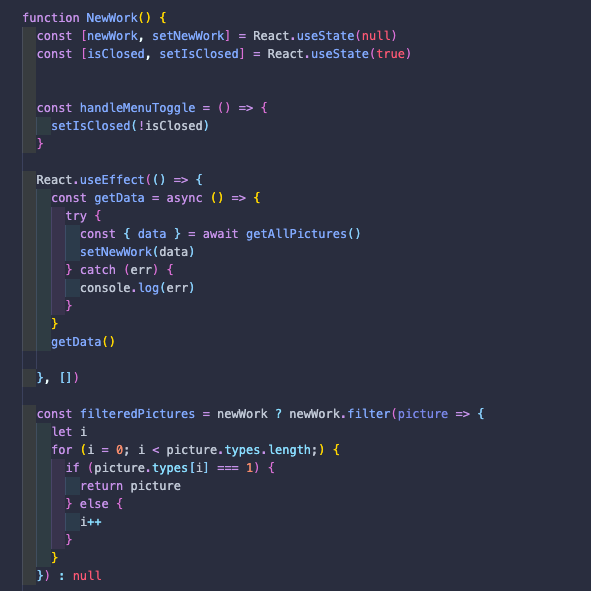 function NewWork() {
  const [newWork, setNewWork] = React.useState(null)
  const [isClosed, setIsClosed] = React.useState(true)


  const handleMenuToggle = () => {
    setIsClosed(!isClosed)
  }

  React.useEffect(() => {
    const getData = async () => {
      try {
        const { data } = await getAllPictures()
        setNewWork(data)
      } catch (err) {
        console.log(err)
      }
    }
    getData()

  }, [])

  const filteredPictures = newWork ? newWork.filter(picture => {
    let i
    for (i = 0; i < picture.types.length;) {
      if (picture.types[i] === 1) {
        return picture
      } else {
        i++
      }
    }
  }) : null